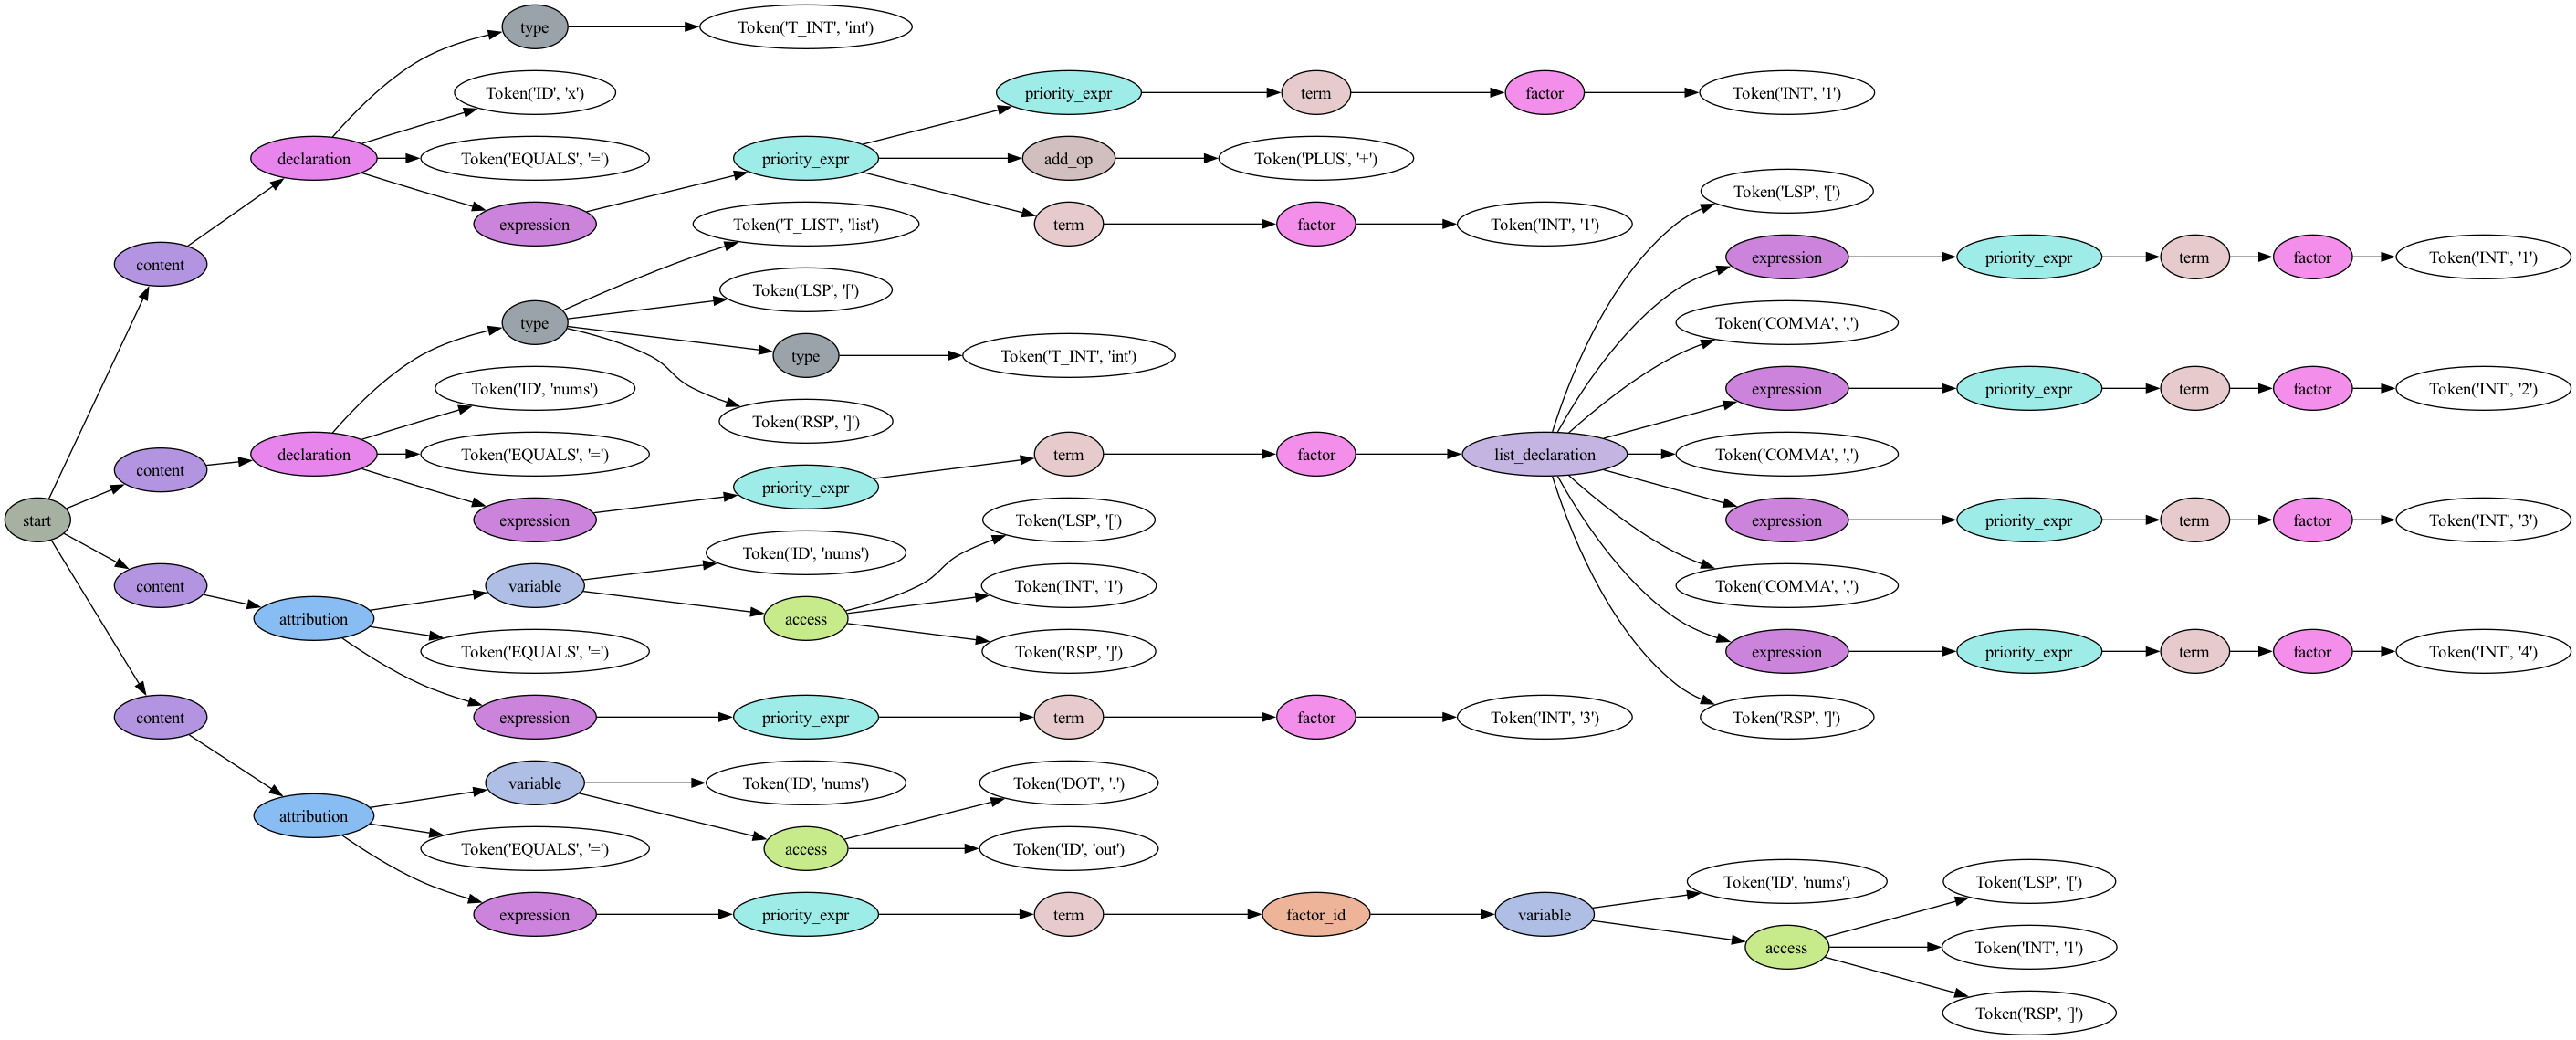 start
content
declaration
type
Token('T_INT', 'int')
Token('ID', 'x')
Token('EQUALS', '=')
expression
priority_expr
priority_expr
term
factor
Token('INT', '1')
add_op
Token('PLUS', '+')
term
factor
Token('INT', '1')
content
declaration
type
Token('T_LIST', 'list')
Token('LSP', '[')
type
Token('T_INT', 'int')
Token('RSP', ']')
Token('ID', 'nums')
Token('EQUALS', '=')
expression
priority_expr
term
factor
list_declaration
Token('LSP', '[')
expression
priority_expr
term
factor
Token('INT', '1')
Token('COMMA', ',')
expression
priority_expr
term
factor
Token('INT', '2')
Token('COMMA', ',')
expression
priority_expr
term
factor
Token('INT', '3')
Token('COMMA', ',')
expression
priority_expr
term
factor
Token('INT', '4')
Token('RSP', ']')
content
attribution
variable
Token('ID', 'nums')
access
Token('LSP', '[')
Token('INT', '1')
Token('RSP', ']')
Token('EQUALS', '=')
expression
priority_expr
term
factor
Token('INT', '3')
content
attribution
variable
Token('ID', 'nums')
access
Token('DOT', '.')
Token('ID', 'out')
Token('EQUALS', '=')
expression
priority_expr
term
factor_id
variable
Token('ID', 'nums')
access
Token('LSP', '[')
Token('INT', '1')
Token('RSP', ']')